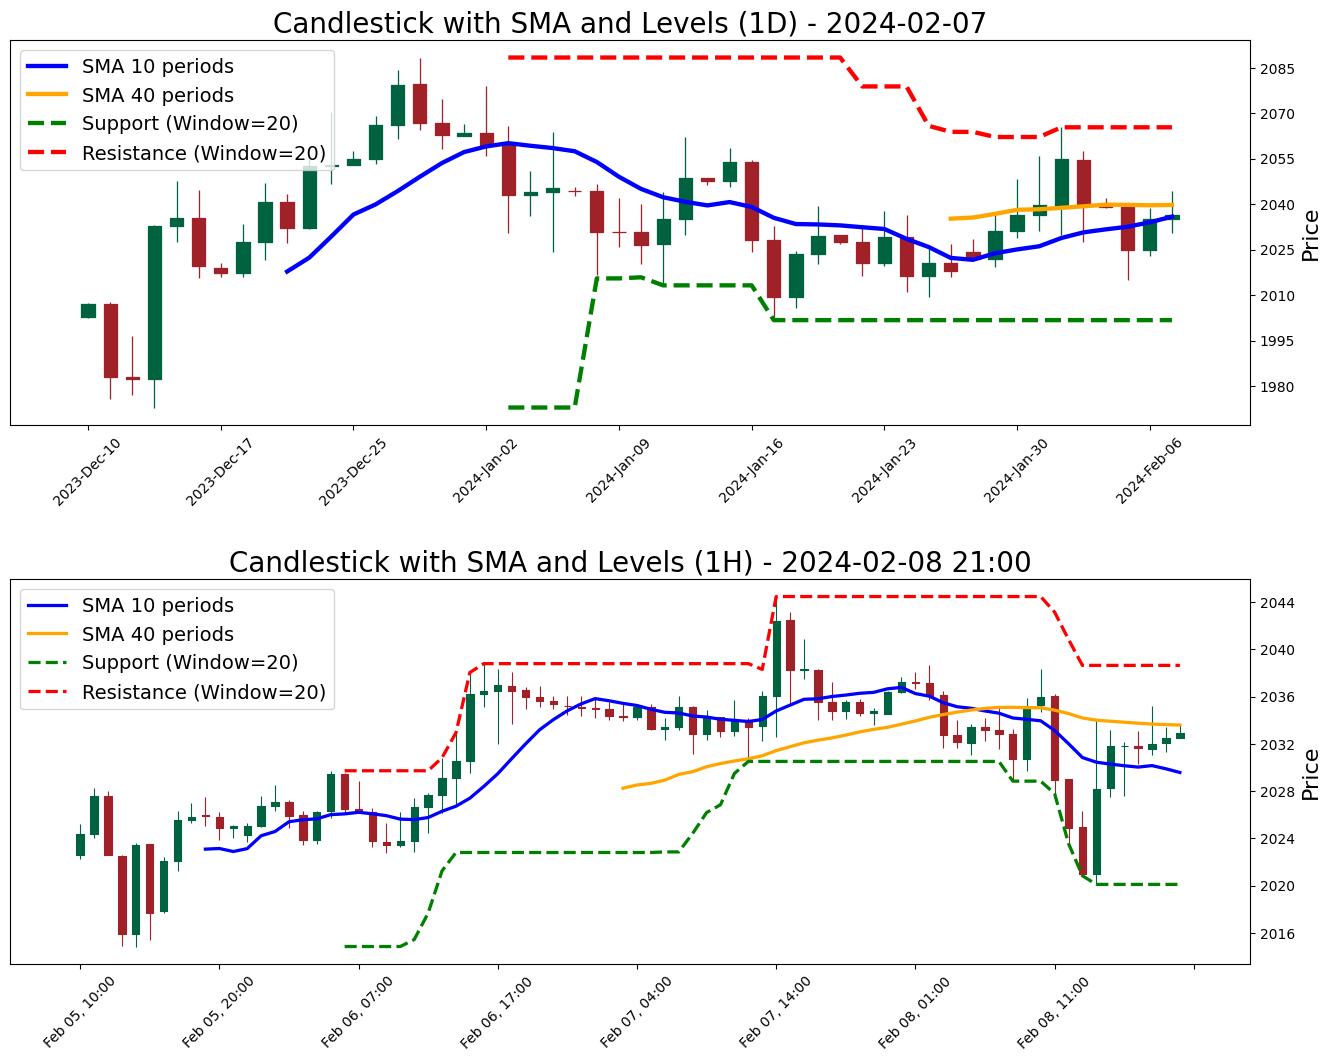 Candlestick with SMA and Levels (1D) - 2024-02-07
SMA 10 periods
SMA 40 periods
Support (Window=20)
Resistance (Window=20)
2085
2070
2055
2040
2025
2010
1995
1980
Price
2023-Dec-10
2023-Dec-17
2023-Dec-25
2024-Jan-02
2024-Jan-09
2024-Jan-16
2024-Jan-23
2024-Jan-30
2024-Feb-06
Candlestick with SMA and Levels (1H) - 2024-02-08 21:00
SMA 10 periods
SMA 40 periods
Support (Window=20)
Resistance (Window=20)
2044
2040
2036
2032
2028
2024
2020
2016
Price
Feb 05, 10:00
Feb 05, 20:00
Feb 06, 07:00
Feb 06, 17:00
Feb 07, 04:00
Feb 07, 14:00
Feb 08, 01:00
Feb 08, 11:00